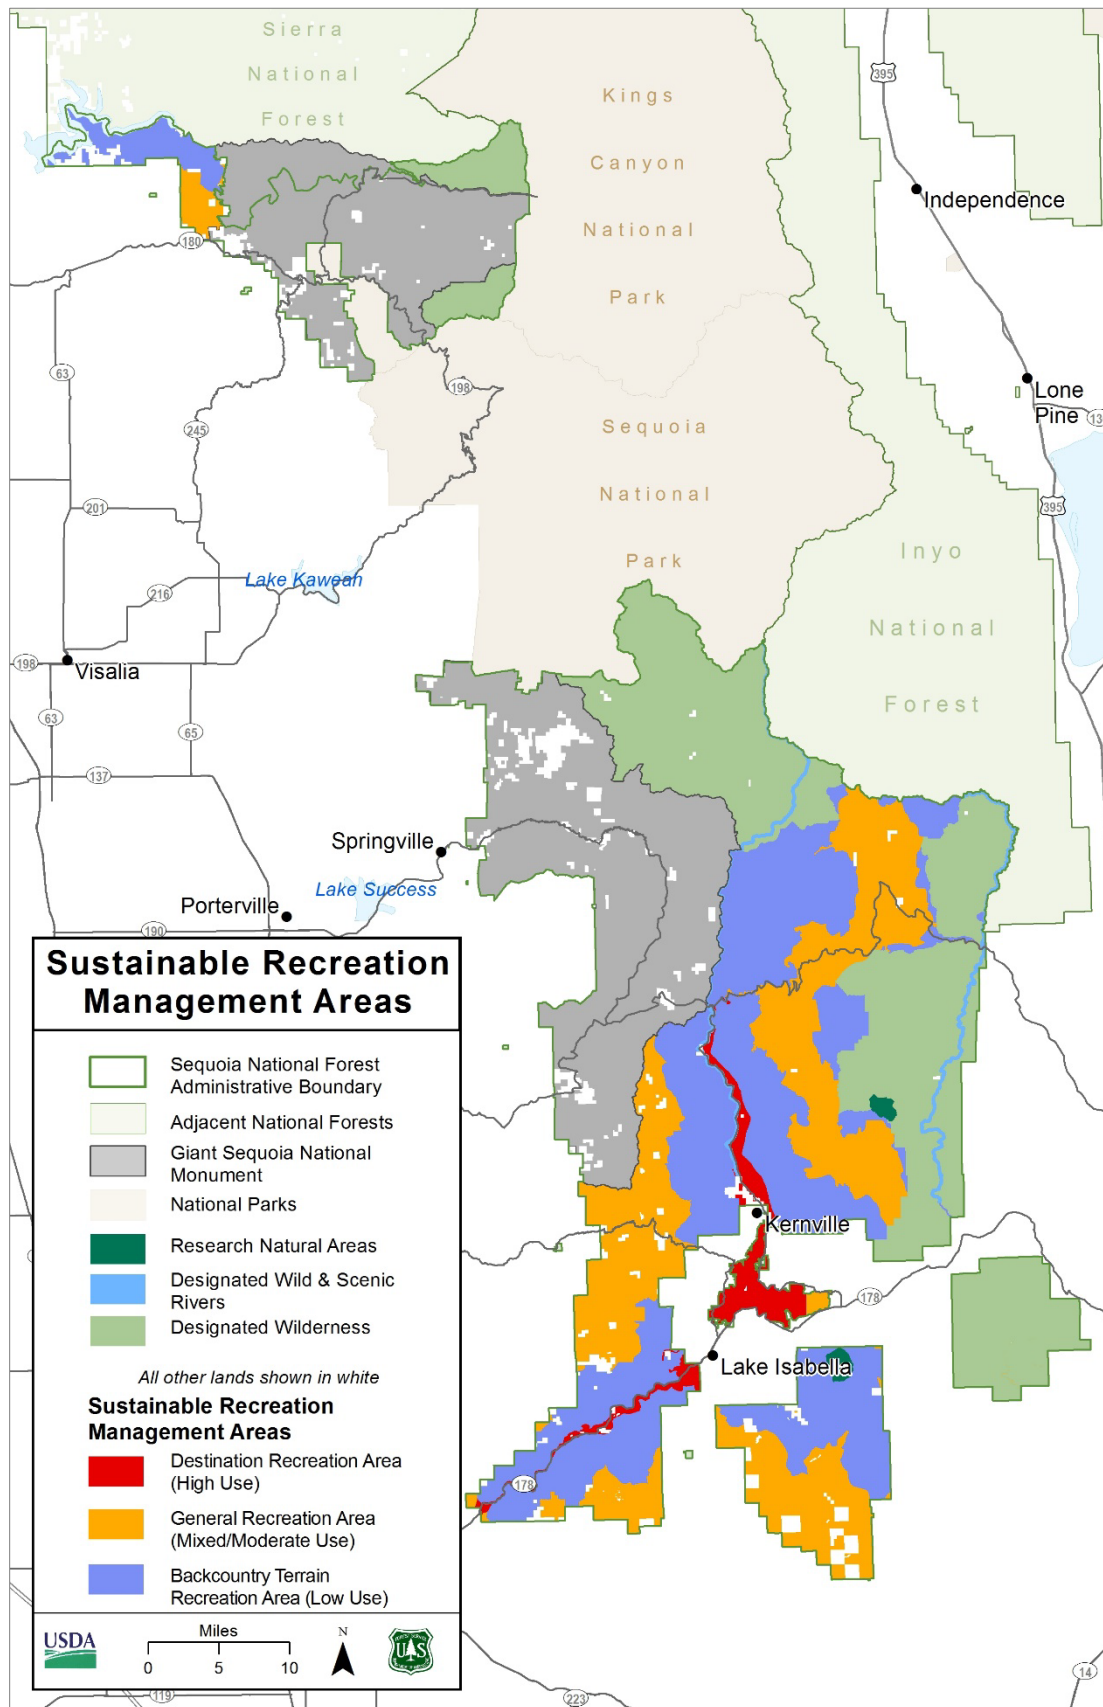 Sierra
National
Forest
Kings
Canyon
National
Park
395
Independence
180
Lone
Pine
63
198
245
Sequoia
National
Park
395
201
Inyo
National
Forest
Lake Kaweah
216
198
Visalia
63
65
137
Springville
Lake Success
Porterville
190
Kernville
178
Lake Isabella
178
14
119
223
Sustainable Recreation
Management Areas
Sequoia National Forest
Administrative Boundary
Adjacent National Forests
Giant Sequoia National
Monument
National Parks
Research Natural Areas
Designated Wild & Scenic
Rivers
Designated Wilderness
All other lands shown in white
Sustainable Recreation
Management Areas
Destination Recreation Area
(High Use)
General Recreation Area
(Mixed/Moderate Use)
Backcountry Terrain
Recreation Area (Low Use)
USDA
Miles
0 5 10
N
U S